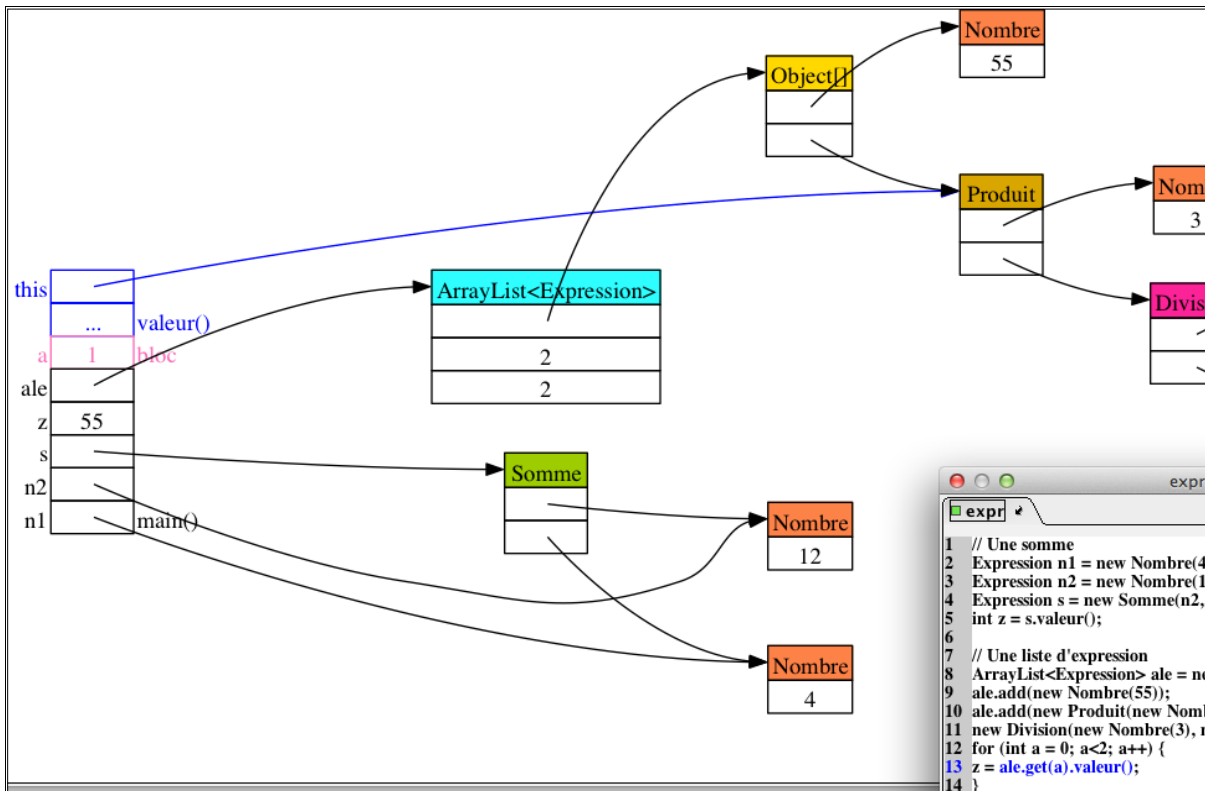 Nombre
55
Object[]
Produit
Nom
3
this
ArrayList<Expression>
Divis
... valeur()
a 1 bloc
2
ale
2
z 55
s
Somme
n2
n1 main()
Nombre
12
Nombre
4
expr
expr
1 // Une somme
2 Expression n1 = new Nombre(4
3 Expression n2 = new Nombre(1
4 Expression s = new Somme(n2,
5 int z = s.valeur();
6
7 // Une liste d'expression
8 ArrayList<Expression> ale = ne
9 ale.add(new Nombre(55));
10 ale.add(new Produit(new Nomb
11 new Division(new Nombre(3), n
12 for (int a = 0; a<2; a++) {
13 z = ale.get(a).valeur();
14 }